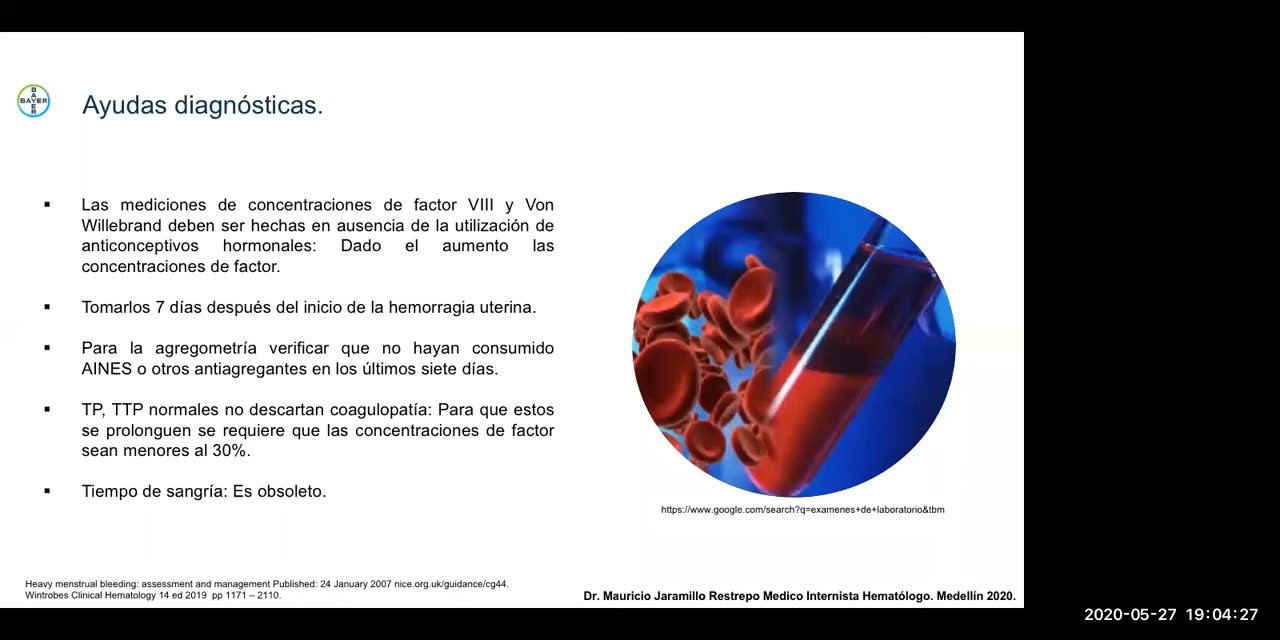 BAYER
BAYER
Ayudas diagnósticas.
▪ Las mediciones de concentraciones de factor VIII y Von
Willebrand deben ser hechas en ausencia de la utilización de
anticonceptivos hormonales: Dado el aumento las
concentraciones de factor.
▪ Tomarlos 7 días después del inicio de la hemorragia uterina.
▪ Para la agregometría verificar que no hayan consumido
AINES o otros antiagregantes en los últimos siete días.
▪ TP, TTP normales no descartan coagulopatía: Para que estos
se prolonguen se requiere que las concentraciones de factor
sean menores al 30%.
▪ Tiempo de sangría: Es obsoleto.
https://www.google.com/search?q=examenes+de+laboratorio&tbm
Heavy menstrual bleeding: assessment and management Published: 24 January 2007 nice.org.uk/guidance/cg44.
Wintrobes Clinical Hematology 14 ed 2019 pp 1171 – 2110.
Dr. Mauricio Jaramillo Restrepo Medico Internista Hematólogo. Medellín 2020.
2020-05-27 19:04:27